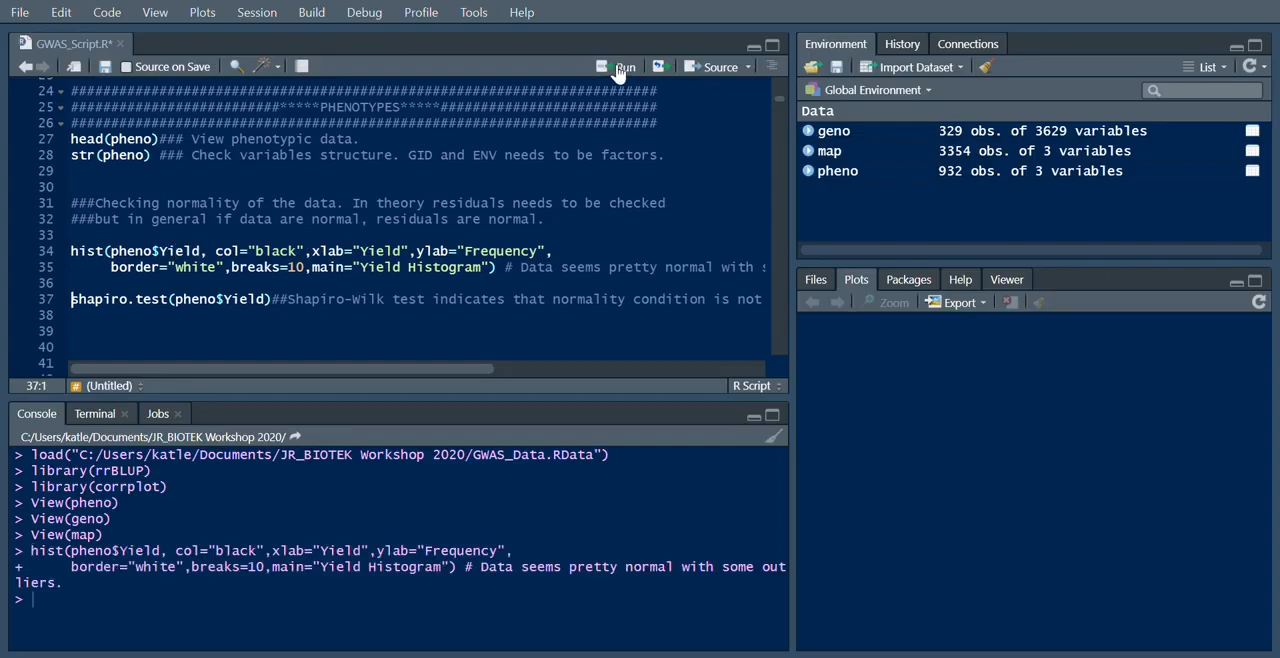 File Edit Code View Plots Session Build Debug Profile Tools Help
GWAS_Script.R*
Source on Save Run Source
24 ########################################################################
25 ##########################*****PHENOTYPES*****###########################
26 ########################################################################
27 head(pheno)### View phenotypic data.
28 str(pheno) ### Check variables structure. GID and ENV needs to be factors.
29
30
31 ###Checking normality of the data. In theory residuals needs to be checked
32 ###but in general if data are normal, residuals are normal.
33
34 hist(pheno$Yield, col="black",xlab="Yield",ylab="Frequency",
35 border="white",breaks=10,main="Yield Histogram") # Data seems pretty normal with s
36
37 shapiro.test(pheno$Yield)##Shapiro-Wilk test indicates that normality condition is not
38
39
40
41
37:1 # (Untitled) R Script
Console Terminal Jobs
C:/Users/katle/Documents/JR_BIOTEK Workshop 2020/
> load("C:/Users/katle/Documents/JR_BIOTEK Workshop 2020/GWAS_Data.RData")
> library(rrBLUP)
> library(corrplot)
> View(pheno)
> View(geno)
> View(map)
> hist(pheno$Yield, col="black",xlab="Yield",ylab="Frequency",
+ border="white",breaks=10,main="Yield Histogram") # Data seems pretty normal with some out
liers.
>
Environment History Connections
Import Dataset List
Global Environment
Data
geno 329 obs. of 3629 variables
map 3354 obs. of 3 variables
pheno 932 obs. of 3 variables
Files Plots Packages Help Viewer
Zoom Export